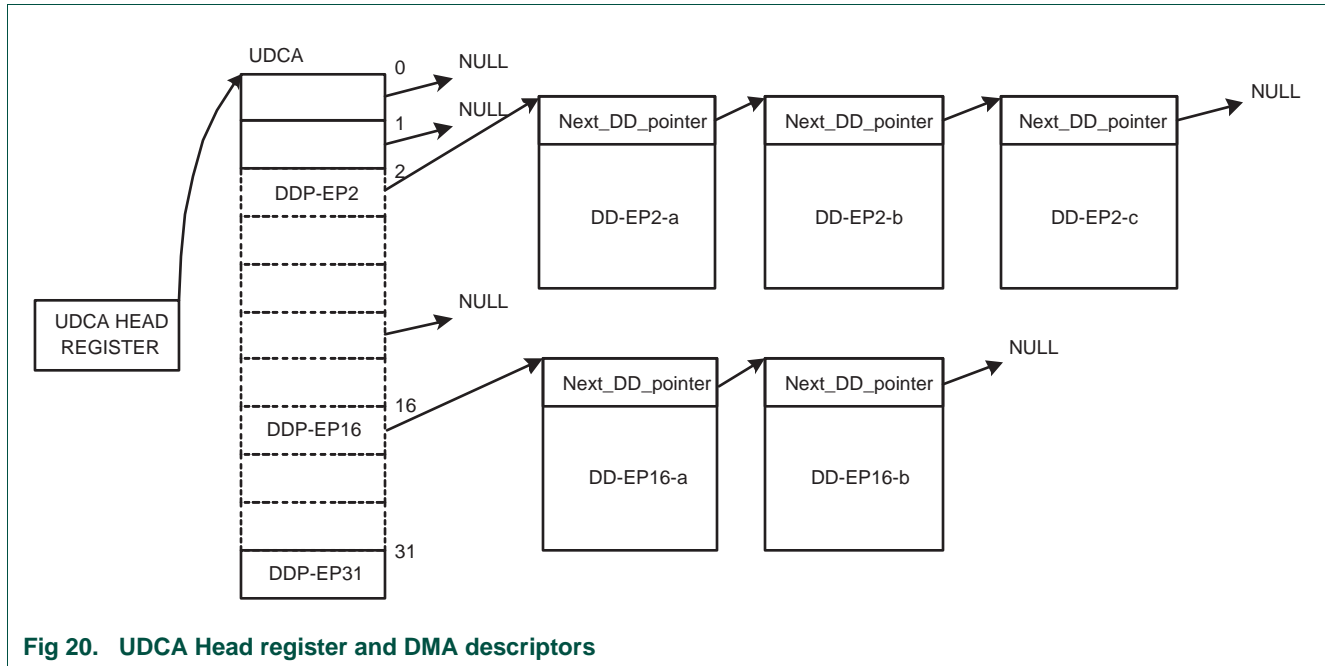 UDCA
0
NULL
1
NULL
2
DDP-EP2
NULL
UDCA HEAD
REGISTER
16
DDP-EP16
31
DDP-EP31
Next_DD_pointer
DD-EP2-a
Next_DD_pointer
DD-EP2-b
Next_DD_pointer
DD-EP2-c
NULL
Next_DD_pointer
DD-EP16-a
Next_DD_pointer
DD-EP16-b
NULL
Fig 20. UDCA Head register and DMA descriptors